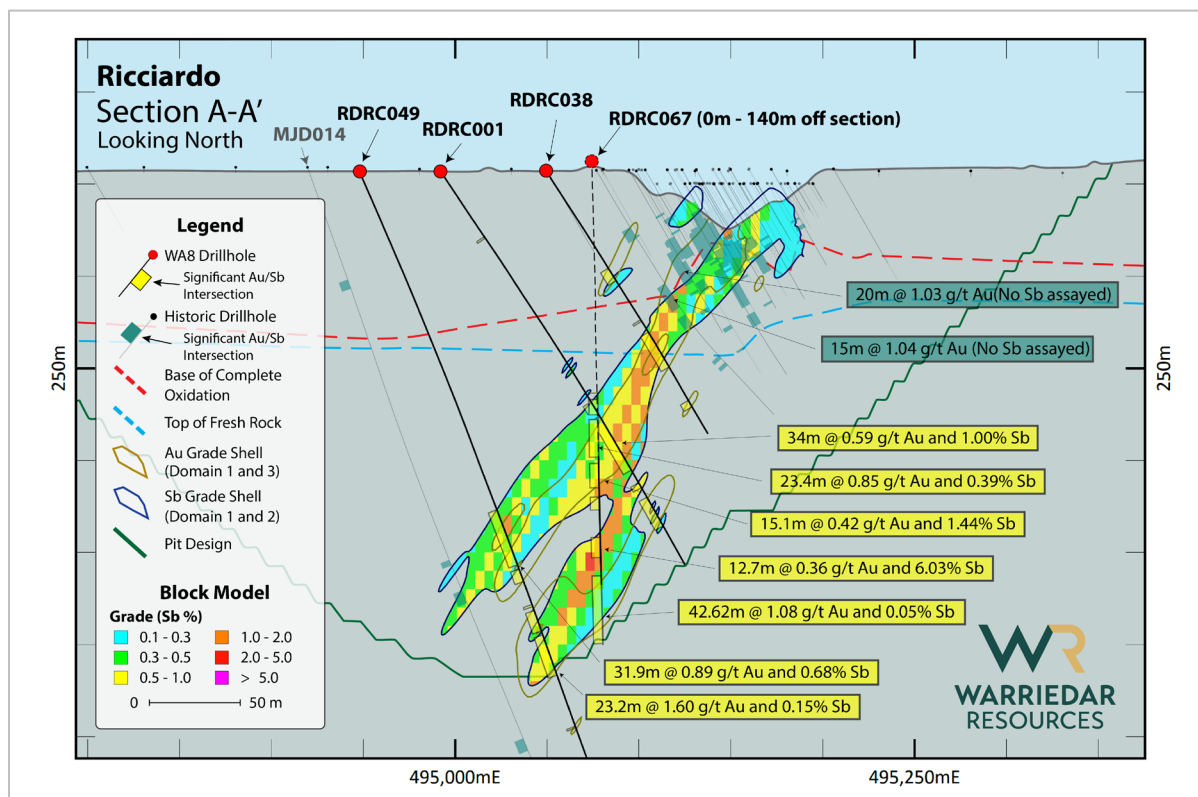 Ricciardo
Section A-A’
Looking North
MJD014
RDRC049
RDRC001
RDRC038
RDRC067 (0m - 140m off section)
Legend
WA8 Drillhole
Significant Au/Sb
Intersection
Historic Drillhole
Significant Au/Sb
Intersection
Base of Complete
Oxidation
Top of Fresh Rock
Au Grade Shell
(Domain 1 and 3)
Sb Grade Shell
(Domain 1 and 2)
Pit Design
Block Model
Grade (Sb %)
0.1 - 0.3
1.0 - 2.0
0.3 - 0.5
2.0 - 5.0
0.5 - 1.0
> 5.0
0
50 m
250m
250m
20m @ 1.03 g/t Au(No Sb assayed)
15m @ 1.04 g/t Au (No Sb assayed)
34m @ 0.59 g/t Au and 1.00% Sb
23.4m @ 0.85 g/t Au and 0.39% Sb
15.1m @ 0.42 g/t Au and 1.44% Sb
12.7m @ 0.36 g/t Au and 6.03% Sb
42.62m @ 1.08 g/t Au and 0.05% Sb
31.9m @ 0.89 g/t Au and 0.68% Sb
23.2m @ 1.60 g/t Au and 0.15% Sb
WR
WARRIEDAR
RESOURCES
495,000mE
495,250mE